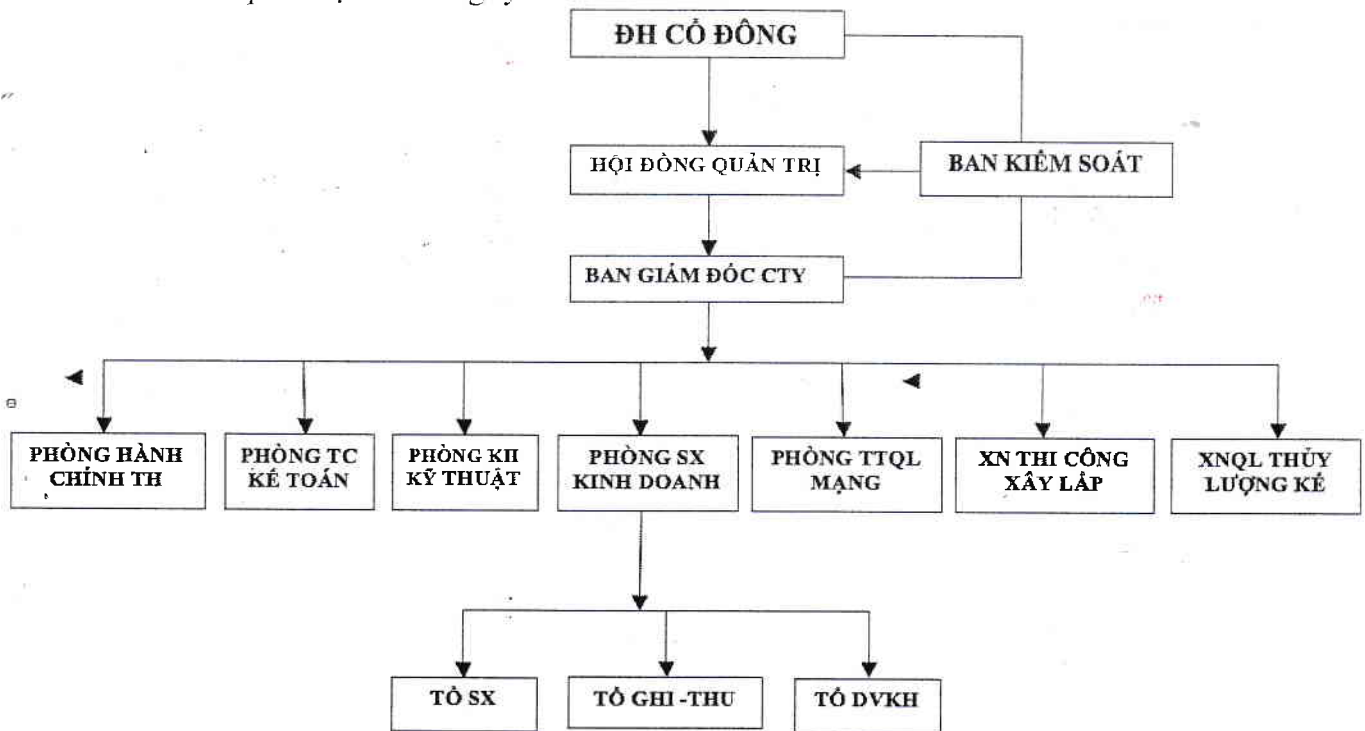 ĐH CỔ ĐÔNG
HỘI ĐỒNG QUẢN TRỊ
BAN KIỂM SOÁT
BAN GIÁM ĐỐC CTY
PHÒNG HÀNH
CHÍNH TH
PHÒNG TC
KẾ TOÁN
PHÒNG KH
KỸ THUẬT
PHÒNG SX
KINH DOANH
PHÒNG TTQL
MẠNG
XN THI CÔNG
XÂY LẮP
XNQL THỦY
LƯỢNG KẾ
TỔ SX
TỔ GHI -THU
TỔ DVKH